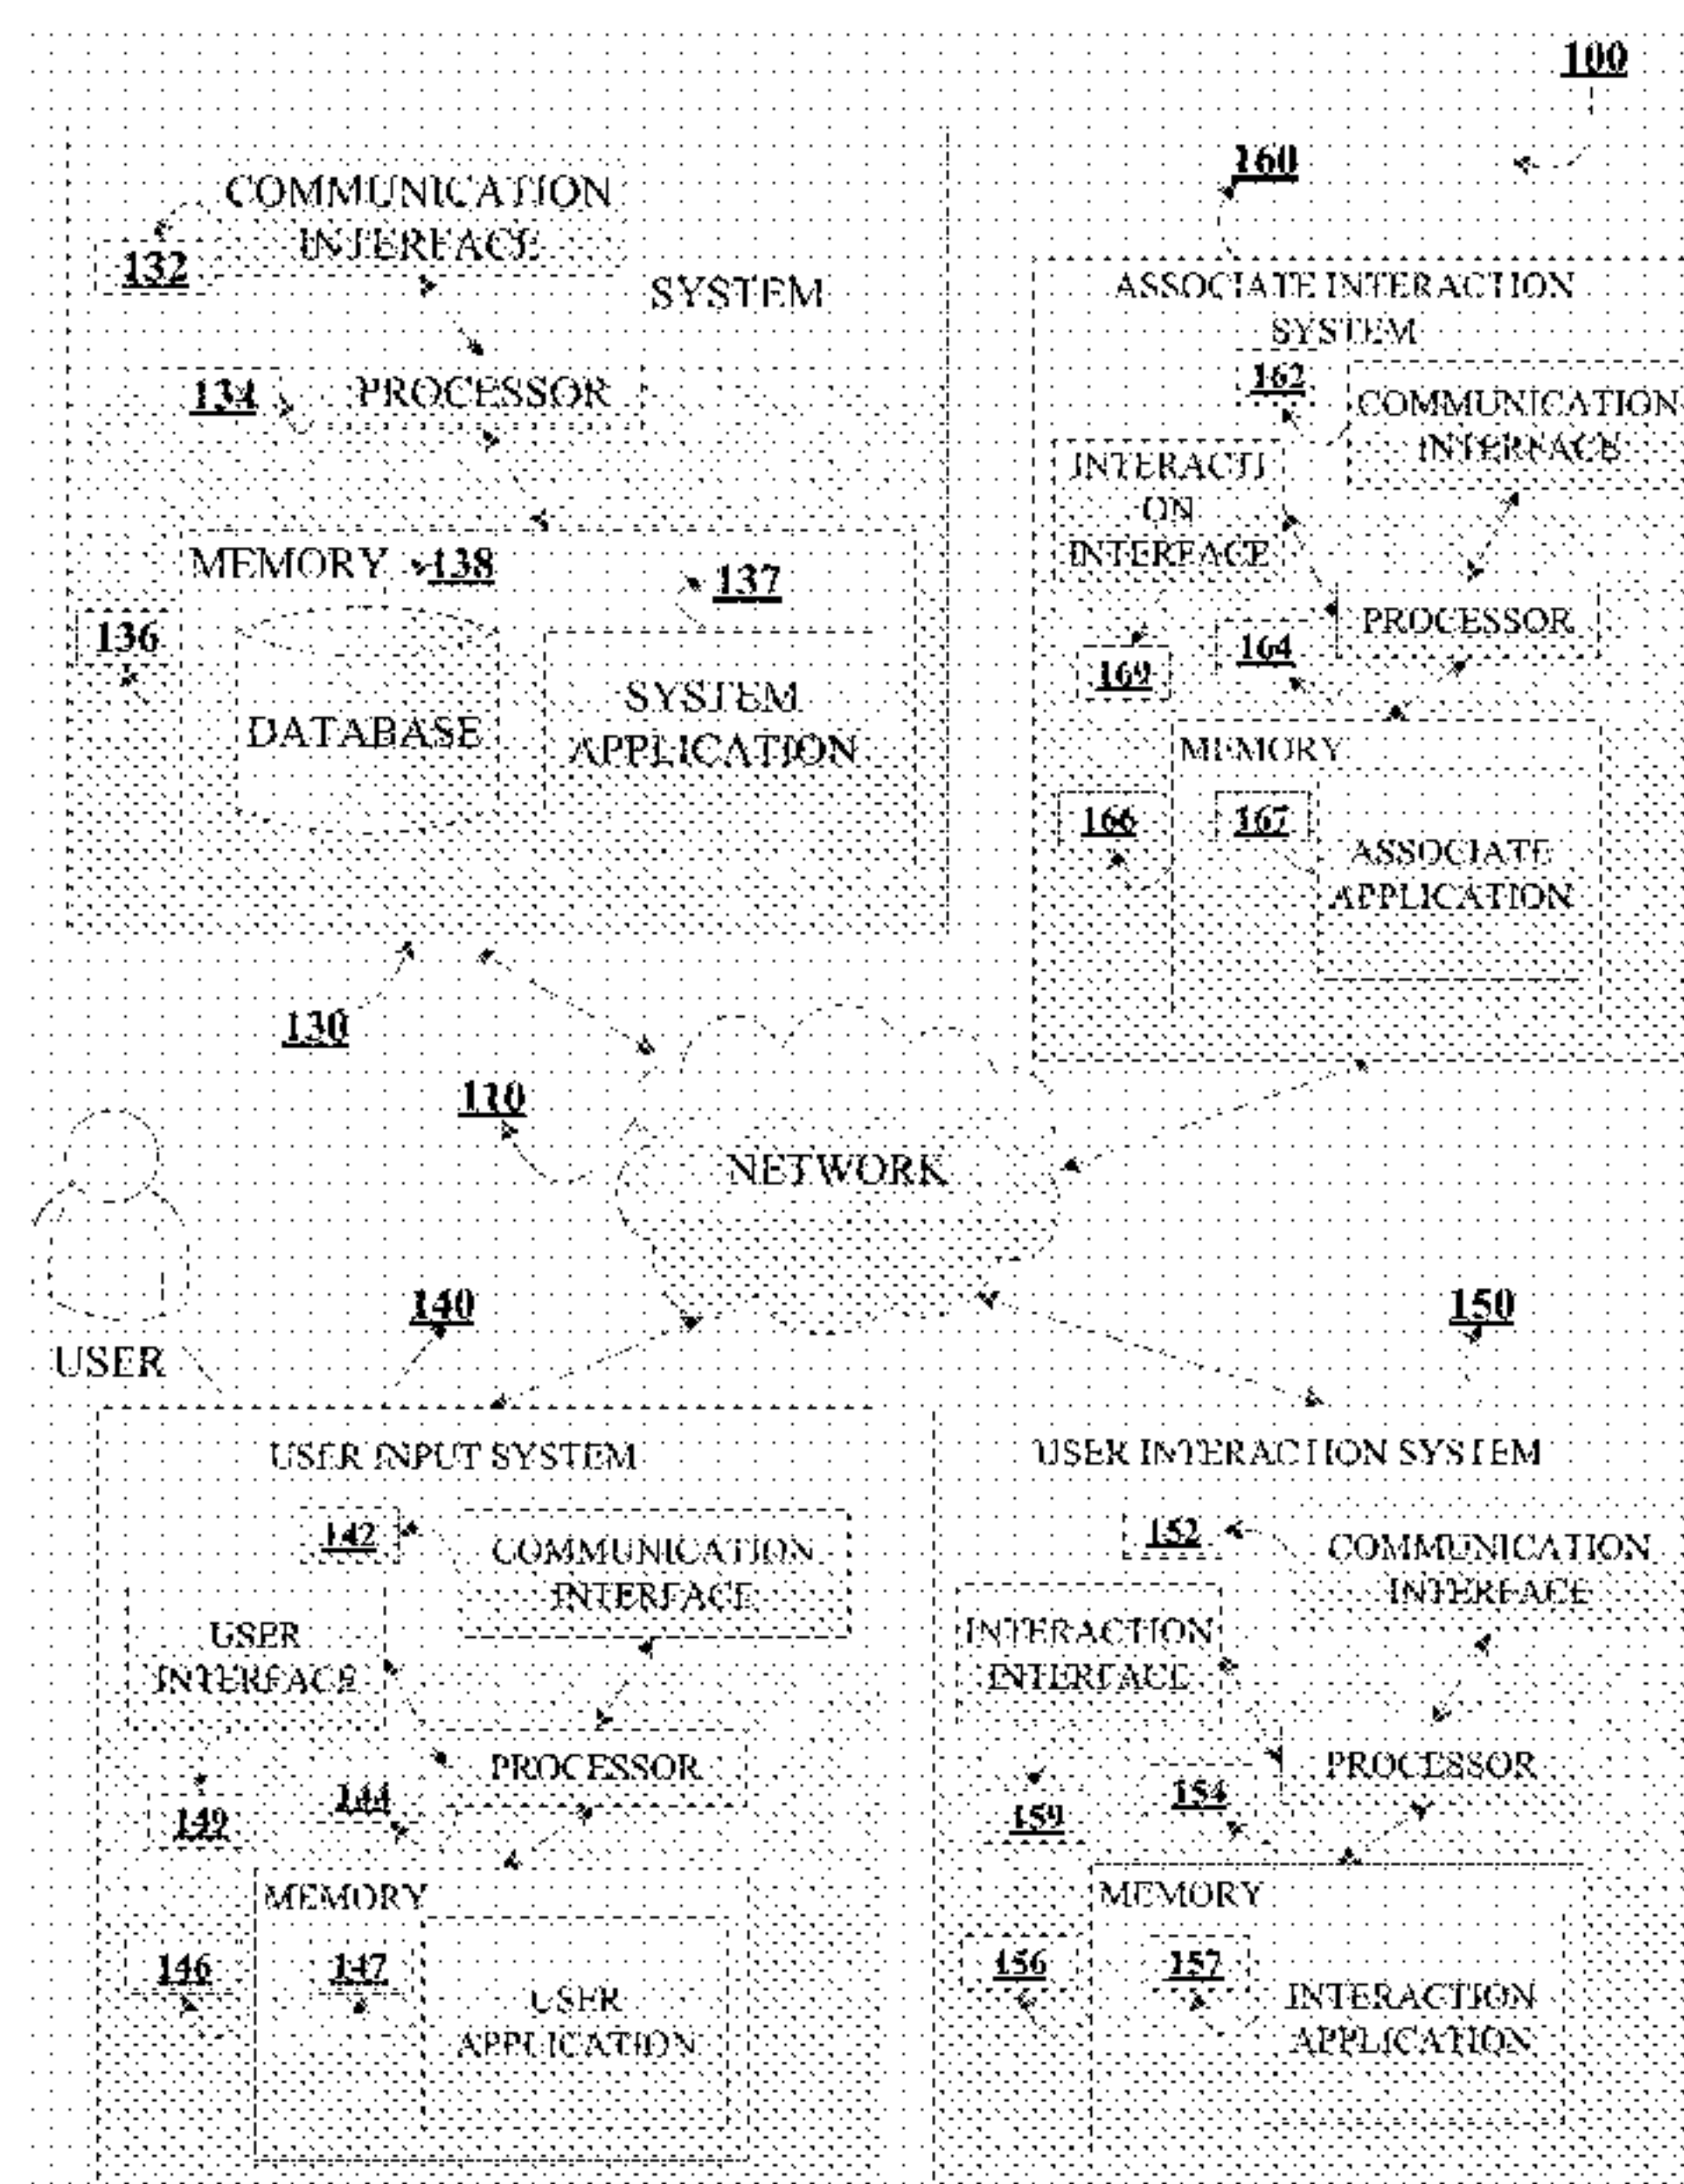 100
160
COMMUNICATION
INTERFACE
132
SYSTEM
134
PROCESSOR
MEMORY
138
137
136
DATABASE
SYSTEM
APPLICATION
130
ASSOCIATE INTERACTION
SYSTEM
162
COMMUNICATION
INTERFACE
INTERACTI
ON
INTERFACE
PROCESSOR
164
169
MEMORY
166
167
ASSOCIATE
APPLICATION
110
NETWORK
140
150
USER
USER INPUT SYSTEM
142
COMMUNICATION
INTERFACE
USER
INTERFACE
PROCESSOR
144
149
MEMORY
146
147
USER
APPLICATION
USER INTERACTION SYSTEM
152
COMMUNICATION
INTERFACE
INTERACTION
INTERFACE
PROCESSOR
154
159
MEMORY
156
157
INTERACTION
APPLICATION